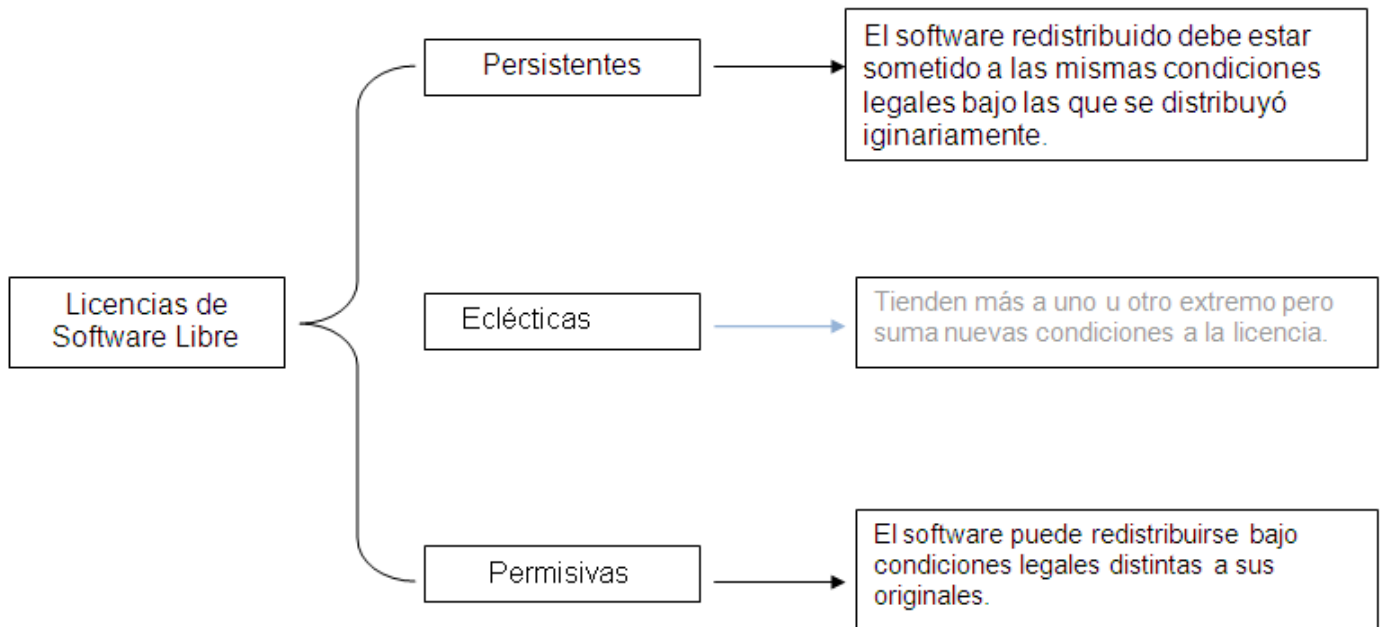 Persistentes
El software redistribuido debe estar
sometido a las mismas condiciones
legales bajo las que se distribuyó
iginariamente.
Licencias de
Software Libre
Eclécticas
Tienden más a uno u otro extremo pero
suma nuevas condiciones a la licencia.
Permisivas
El software puede redistribuirse bajo
condiciones legales distintas a sus
originales.